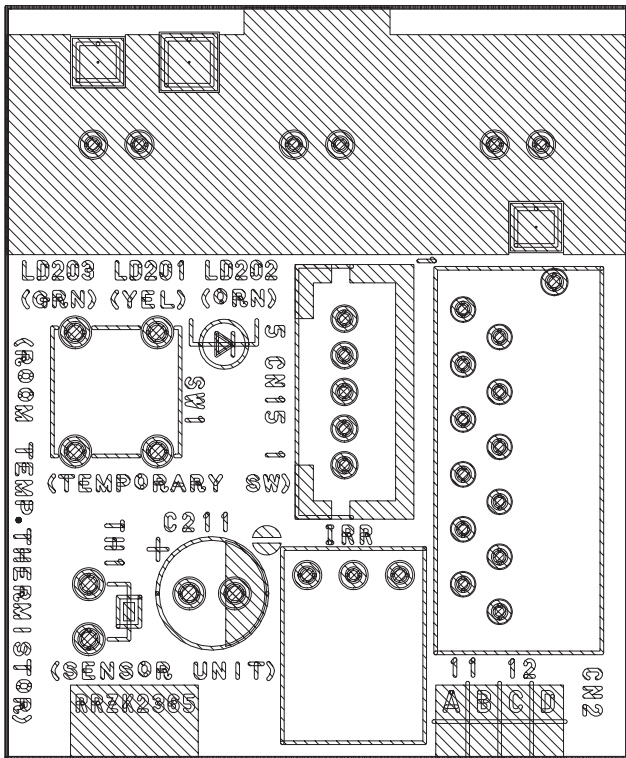 LD203 LD201 LD202
(GRN) (YEL) (ORN)
5 CN15 1
1
SW1
(ROOM TEMP. THERMISTOR)
(TEMPORARY SW)
TH1
+
C211
IRR
(SENSOR UNIT)
RRZK2365
11 12
A B C D
CN2